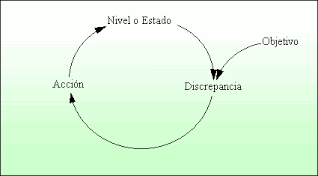 Nivel o Estado
Objetivo
Acción
Discrepancia